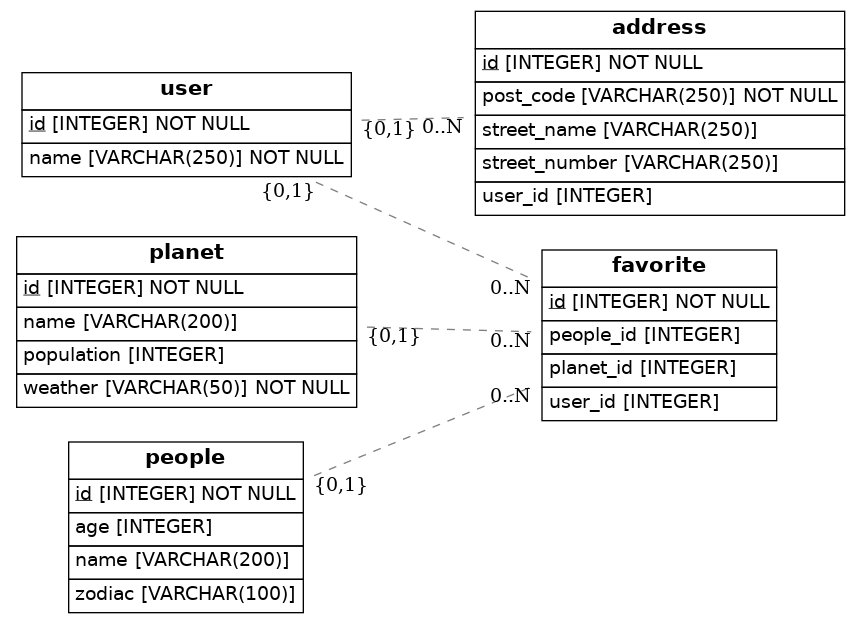 user
id [INTEGER] NOT NULL
name [VARCHAR(250)] NOT NULL
{0,1}
{0,1}
0..N
address
id [INTEGER] NOT NULL
post_code [VARCHAR(250)] NOT NULL
street_name [VARCHAR(250)]
street_number [VARCHAR(250)]
user_id [INTEGER]
planet
id [INTEGER] NOT NULL
name [VARCHAR(200)]
population [INTEGER]
weather [VARCHAR(50)] NOT NULL
{0,1}
0..N
0..N
0..N
favorite
id [INTEGER] NOT NULL
people_id [INTEGER]
planet_id [INTEGER]
user_id [INTEGER]
people
id [INTEGER] NOT NULL
age [INTEGER]
name [VARCHAR(200)]
zodiac [VARCHAR(100)]
{0,1}